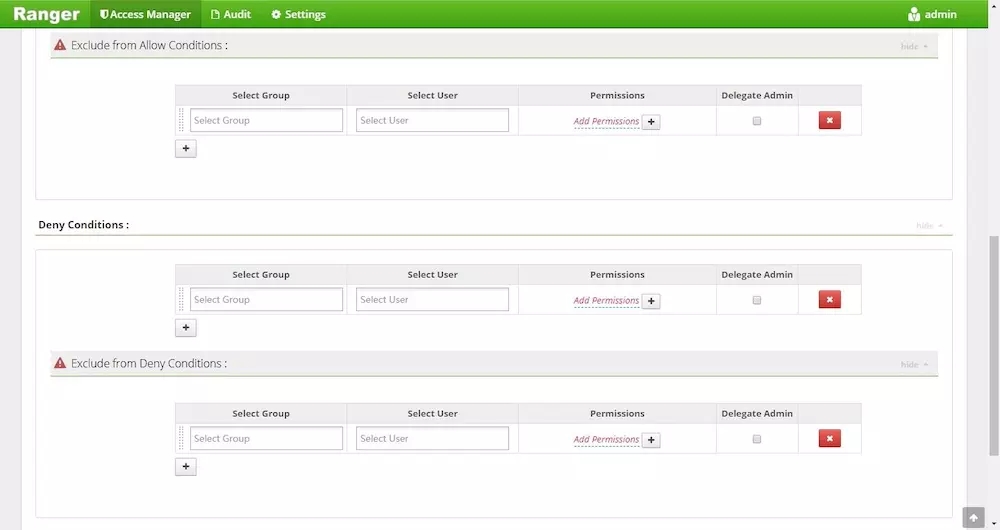 Ranger Access Manager Audit Settings admin
Exclude from Allow Conditions : hide
Select Group Select User Permissions Delegate Admin
Select Group Select User Add Permissions +
+
Deny Conditions : hide
Select Group Select User Permissions Delegate Admin
Select Group Select User Add Permissions +
+
Exclude from Deny Conditions : hide
Select Group Select User Permissions Delegate Admin
Select Group Select User Add Permissions +
+